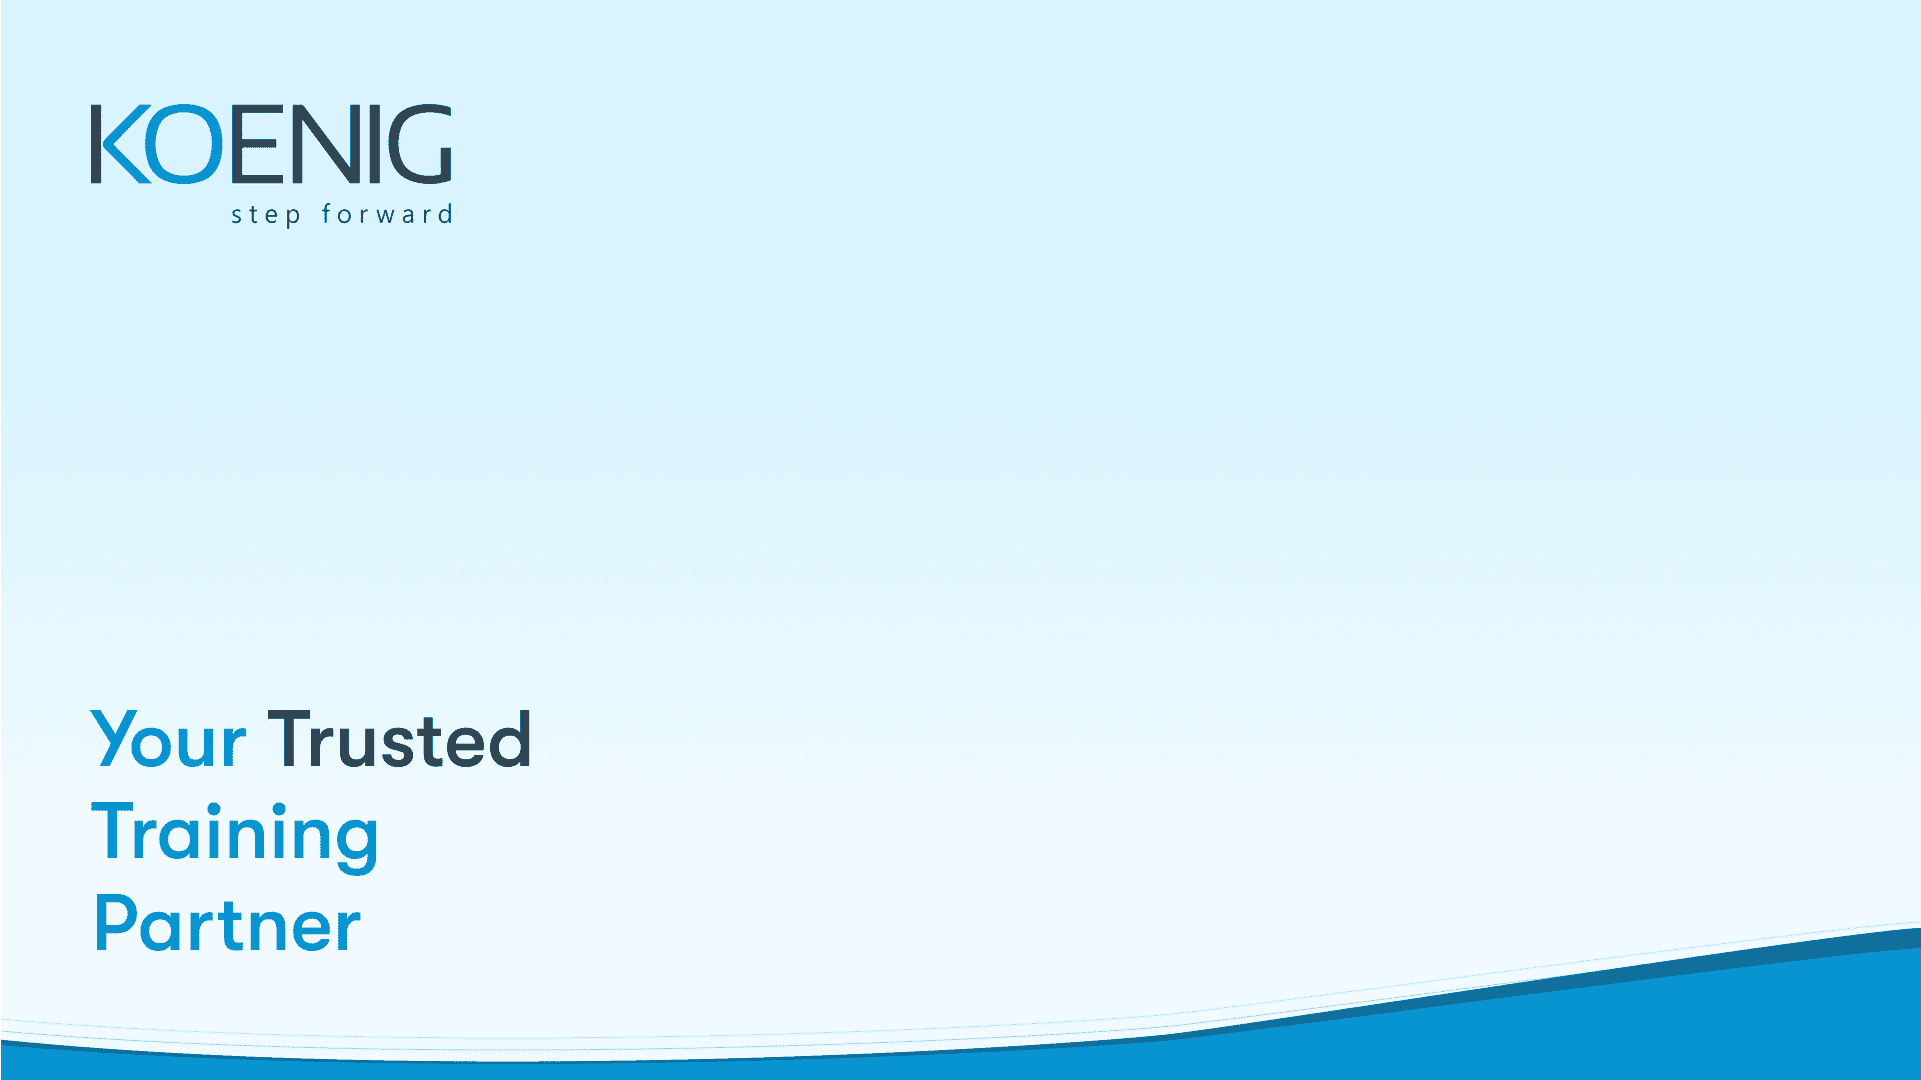 KOENIG
step forward
Your Trusted
Training
Partner